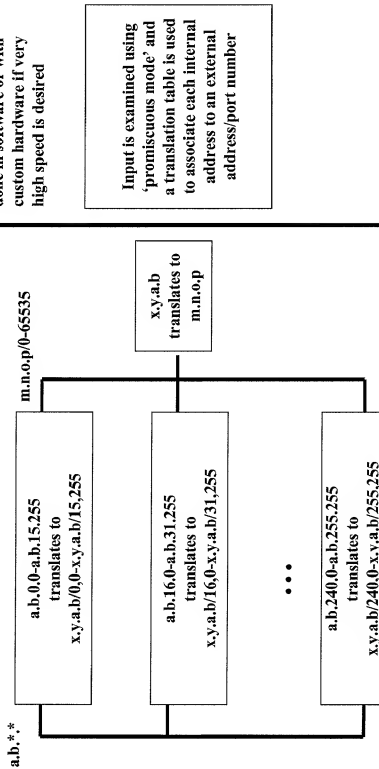 done in software or with
custom hardware if very
high speed is desired
Input is examined using
‘promiscuous mode’ and
a translation table is used
to associate each internal
address to an external
address/port number
a.b.*.*
a.b.0.0-a.b.15.255
translates to
x.y.a.b/0,0-x.y.a.b/15,255
m.n.o.p/0-65535
a.b.16.0-a.b.31.255
translates to
x.y.a.b/16,0-x.y.a.b/31,255
x.y.a.b
translates to
m.n.o.p
•••
a.b.240.0-a.b.255.255
translates to
x.y.a.b/240.0-x.y.a.b/255.255